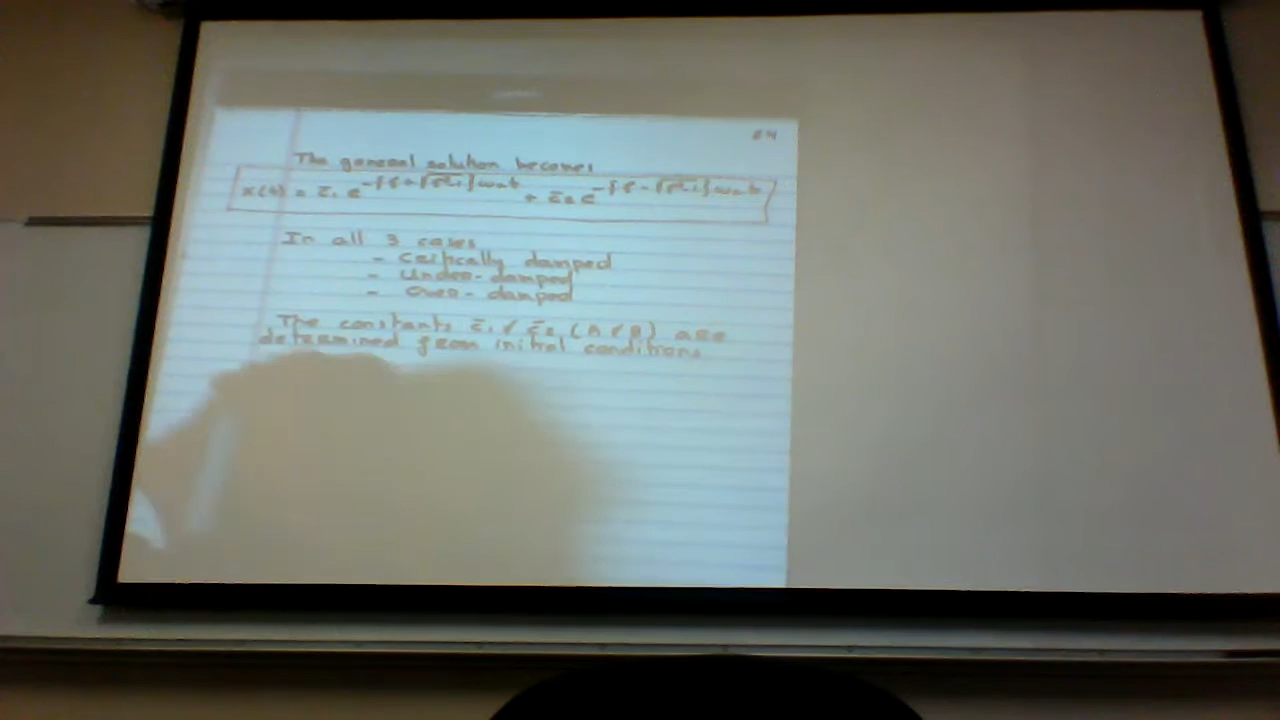 84
The general solution becomes
x(t) = c̄₁ e^-[ζ+√ζ²-1]ωₙt + c̄₂ e^-[ζ-√ζ²-1]ωₙt
In all 3 cases
- Critically damped
- Under-damped
- Over-damped
The constants c̄₁ & c̄₂ (A & B) are
determined from initial conditions